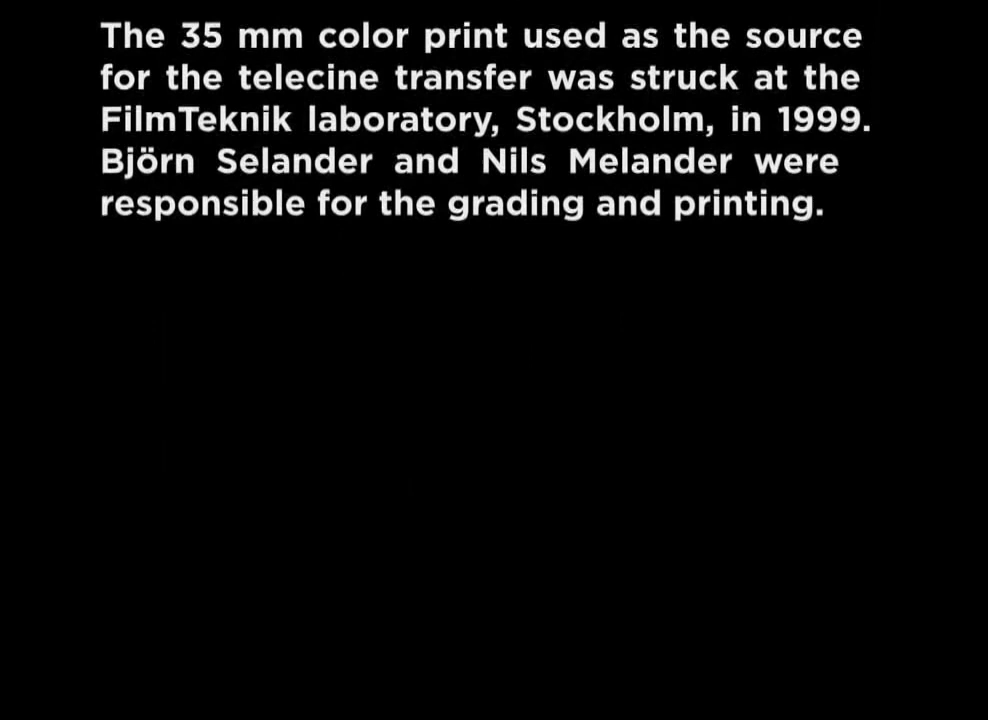 The 35 mm color print used as the source
for the telecine transfer was struck at the
FilmTeknik laboratory, Stockholm, in 1999.
Björn Selander and Nils Melander were
responsible for the grading and printing.